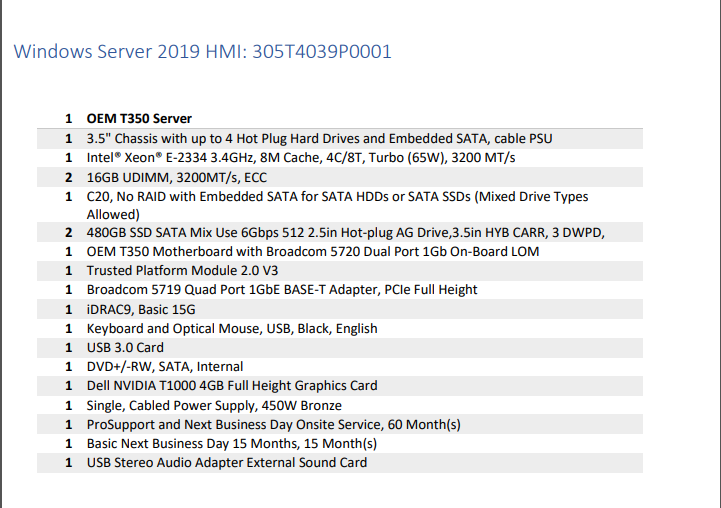 Windows Server 2019 HMI: 305T4039P0001
1 OEM T350 Server
1 3.5" Chassis with up to 4 Hot Plug Hard Drives and Embedded SATA, cable PSU
1 Intel® Xeon® E-2334 3.4GHz, 8M Cache, 4C/8T, Turbo (65W), 3200 MT/s
2 16GB UDIMM, 3200MT/s, ECC
1 C20, No RAID with Embedded SATA for SATA HDDs or SATA SSDs (Mixed Drive Types
Allowed)
2 480GB SSD SATA Mix Use 6Gbps 512 2.5in Hot-plug AG Drive,3.5in HYB CARR, 3 DWPD,
1 OEM T350 Motherboard with Broadcom 5720 Dual Port 1Gb On-Board LOM
1 Trusted Platform Module 2.0 V3
1 Broadcom 5719 Quad Port 1GbE BASE-T Adapter, PCIe Full Height
1 iDRAC9, Basic 15G
1 Keyboard and Optical Mouse, USB, Black, English
1 USB 3.0 Card
1 DVD+/-RW, SATA, Internal
1 Dell NVIDIA T1000 4GB Full Height Graphics Card
1 Single, Cabled Power Supply, 450W Bronze
1 ProSupport and Next Business Day Onsite Service, 60 Month(s)
1 Basic Next Business Day 15 Months, 15 Month(s)
1 USB Stereo Audio Adapter External Sound Card